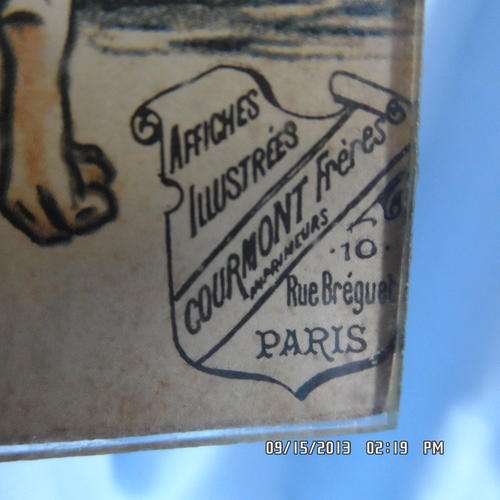 AFFICHES
ILLUSTRÉES
COURMONT Frères
IMPRIMEURS
·10·
Rue Bréguet
PARIS
09/15/2013 02:19 PM